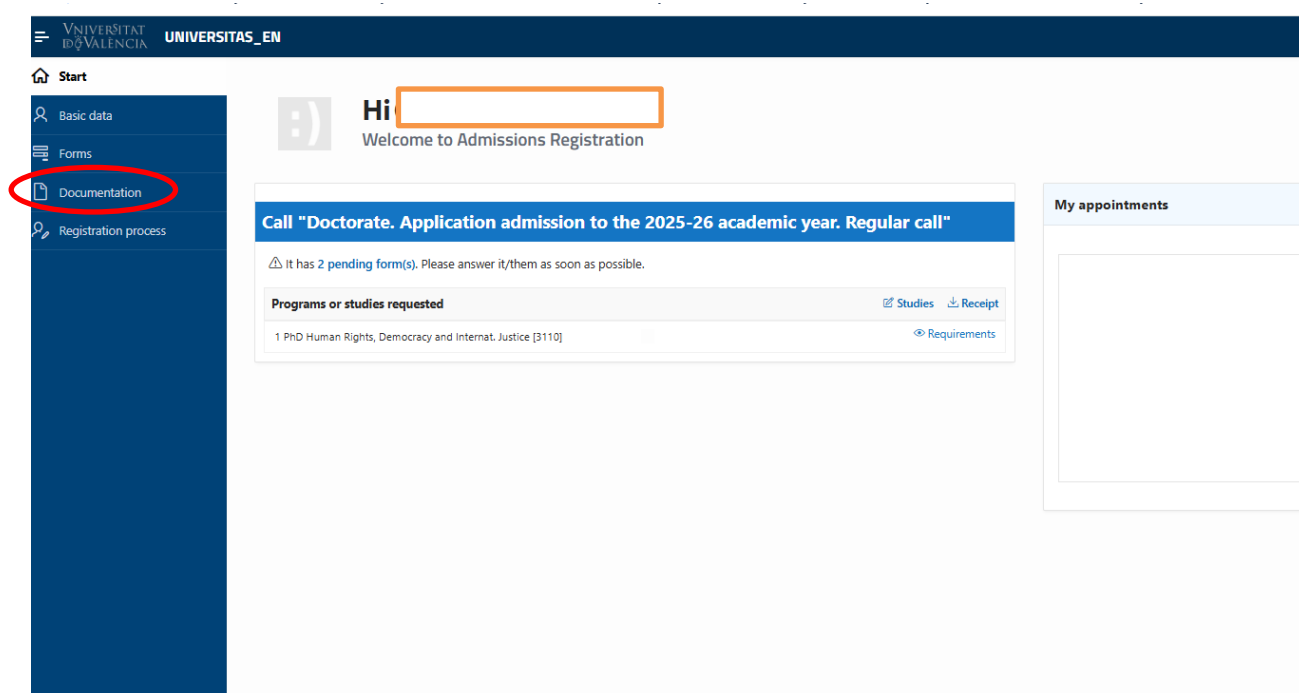 VNIVERSITAT
ID ǴVALÈNCIA UNIVERSITAS_EN
Start
Basic data
Forms
Documentation
Registration process
Hi
Welcome to Admissions Registration
Call "Doctorate. Application admission to the 2025-26 academic year. Regular call"
It has 2 pending form(s). Please answer it/them as soon as possible.
Programs or studies requested Studies Receipt
1 PhD Human Rights, Democracy and Internat. Justice [3110] Requirements
My appointments